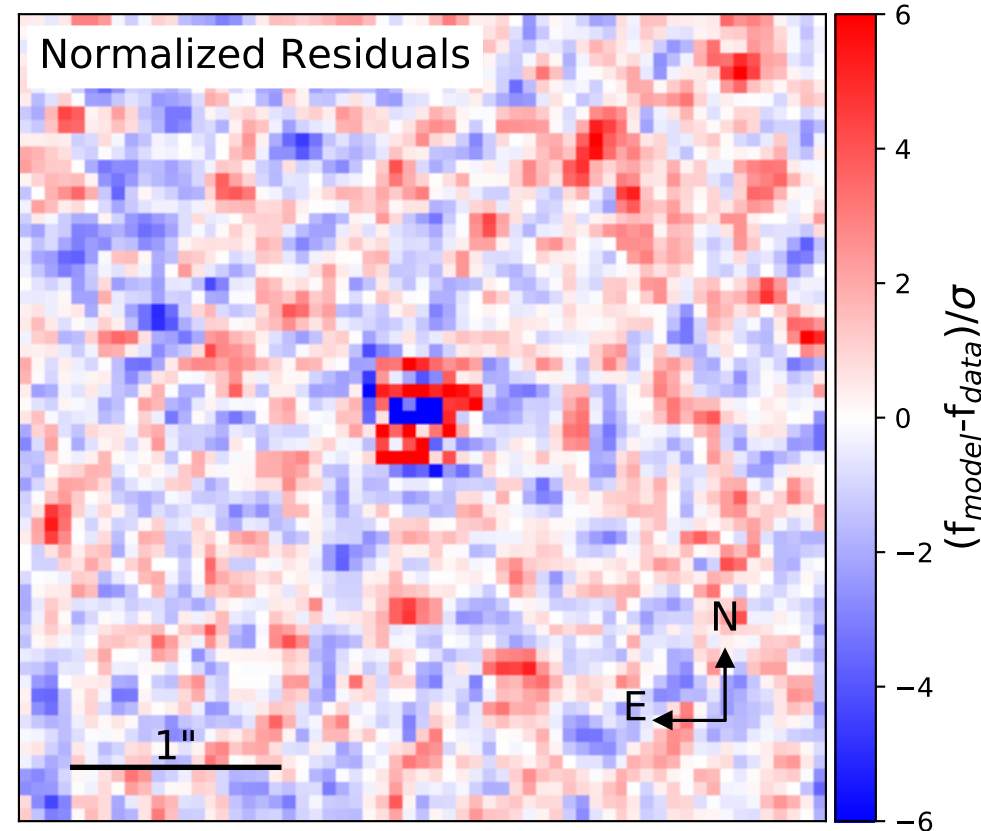 Normalized Residuals
6
4
2
0
−2
−4
−6
(f_model-f_data)/σ
N
E
1"